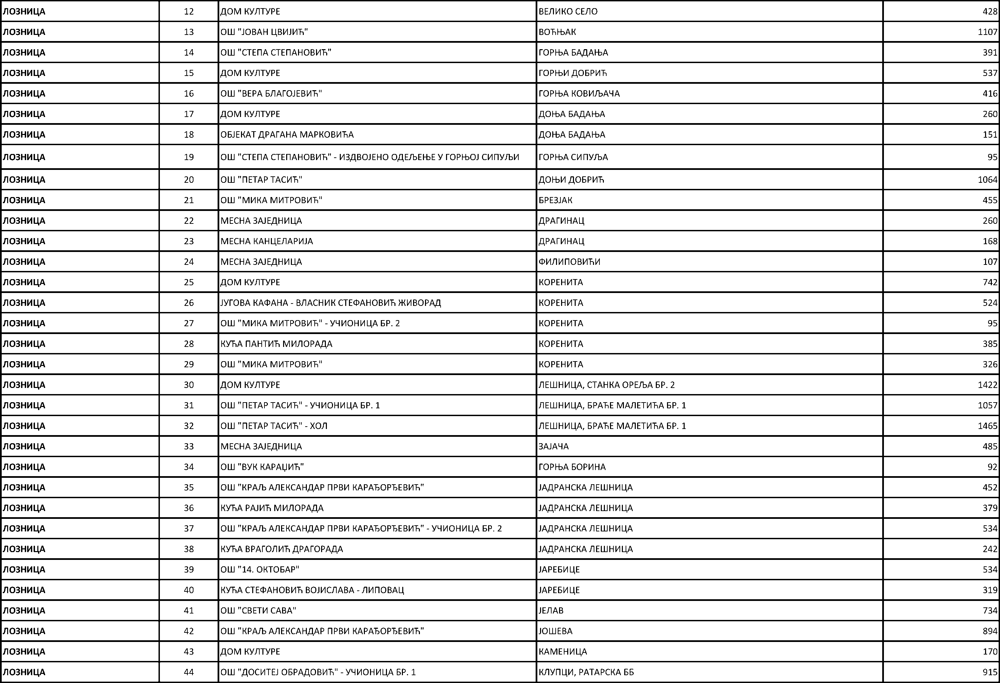 ЛОЗНИЦА 12 ДОМ КУЛТУРЕ ВЕЛИКО СЕЛО 428
ЛОЗНИЦА 13 ОШ "ЈОВАН ЦВИЈИЋ" ВОЋЊАК 1107
ЛОЗНИЦА 14 ОШ "СТЕПА СТЕПАНОВИЋ" ГОРЊА БАДАЊА 391
ЛОЗНИЦА 15 ДОМ КУЛТУРЕ ГОРЊИ ДОБРИЋ 537
ЛОЗНИЦА 16 ОШ "ВЕРА БЛАГОЈЕВИЋ" ГОРЊА КОВИЉАЧА 416
ЛОЗНИЦА 17 ДОМ КУЛТУРЕ ДОЊА БАДАЊА 260
ЛОЗНИЦА 18 ОБЈЕКАТ ДРАГАНА МАРКОВИЋА ДОЊА БАДАЊА 151
ЛОЗНИЦА 19 ОШ "СТЕПА СТЕПАНОВИЋ" - ИЗДВОЈЕНО ОДЕЉЕЊЕ У ГОРЊОЈ СИПУЉИ ГОРЊА СИПУЉА 95
ЛОЗНИЦА 20 ОШ "ПЕТАР ТАСИЋ" ДОЊИ ДОБРИЋ 1064
ЛОЗНИЦА 21 ОШ "МИКА МИТРОВИЋ" БРЕЗЈАК 455
ЛОЗНИЦА 22 МЕСНА ЗАЈЕДНИЦА ДРАГИНАЦ 260
ЛОЗНИЦА 23 МЕСНА КАНЦЕЛАРИЈА ДРАГИНАЦ 168
ЛОЗНИЦА 24 МЕСНА ЗАЈЕДНИЦА ФИЛИПОВИЋИ 107
ЛОЗНИЦА 25 ДОМ КУЛТУРЕ КОРЕНИТА 742
ЛОЗНИЦА 26 ЈУГОВА КАФАНА - ВЛАСНИК СТЕФАНОВИЋ ЖИВОРАД КОРЕНИТА 524
ЛОЗНИЦА 27 ОШ "МИКА МИТРОВИЋ" - УЧИОНИЦА БР. 2 КОРЕНИТА 95
ЛОЗНИЦА 28 КУЋА ПАНТИЋ МИЛОРАДА КОРЕНИТА 385
ЛОЗНИЦА 29 ОШ "МИКА МИТРОВИЋ" КОРЕНИТА 326
ЛОЗНИЦА 30 ДОМ КУЛТУРЕ ЛЕШНИЦА, СТАНКА ОРЕЉА БР. 2 1422
ЛОЗНИЦА 31 ОШ "ПЕТАР ТАСИЋ" - УЧИОНИЦА БР. 1 ЛЕШНИЦА, БРАЋЕ МАЛЕТИЋА БР. 1 1057
ЛОЗНИЦА 32 ОШ "ПЕТАР ТАСИЋ" - ХОЛ ЛЕШНИЦА, БРАЋЕ МАЛЕТИЋА БР. 1 1465
ЛОЗНИЦА 33 МЕСНА ЗАЈЕДНИЦА ЗАЈАЧА 485
ЛОЗНИЦА 34 ОШ "ВУК КАРАЏИЋ" ГОРЊА БОРИНА 92
ЛОЗНИЦА 35 ОШ "КРАЉ АЛЕКСАНДАР ПРВИ КАРАЂОРЂЕВИЋ" ЈАДРАНСКА ЛЕШНИЦА 452
ЛОЗНИЦА 36 КУЋА РАЈИЋ МИЛОРАДА ЈАДРАНСКА ЛЕШНИЦА 379
ЛОЗНИЦА 37 ОШ "КРАЉ АЛЕКСАНДАР ПРВИ КАРАЂОРЂЕВИЋ" - УЧИОНИЦА БР. 2 ЈАДРАНСКА ЛЕШНИЦА 534
ЛОЗНИЦА 38 КУЋА ВРАГОЛИЋ ДРАГОРАДА ЈАДРАНСКА ЛЕШНИЦА 242
ЛОЗНИЦА 39 ОШ "14. ОКТОБАР" ЈАРЕБИЦЕ 534
ЛОЗНИЦА 40 КУЋА СТЕФАНОВИЋ ВОЈИСЛАВА - ЛИПОВАЦ ЈАРЕБИЦЕ 319
ЛОЗНИЦА 41 ОШ "СВЕТИ САВА" ЈЕЛАВ 734
ЛОЗНИЦА 42 ОШ "КРАЉ АЛЕКСАНДАР ПРВИ КАРАЂОРЂЕВИЋ" ЈОШЕВА 894
ЛОЗНИЦА 43 ДОМ КУЛТУРЕ КАМЕНИЦА 170
ЛОЗНИЦА 44 ОШ "ДОСИТЕЈ ОБРАДОВИЋ" - УЧИОНИЦА БР. 1 КЛУПЦИ, РАТАРСКА ББ 915